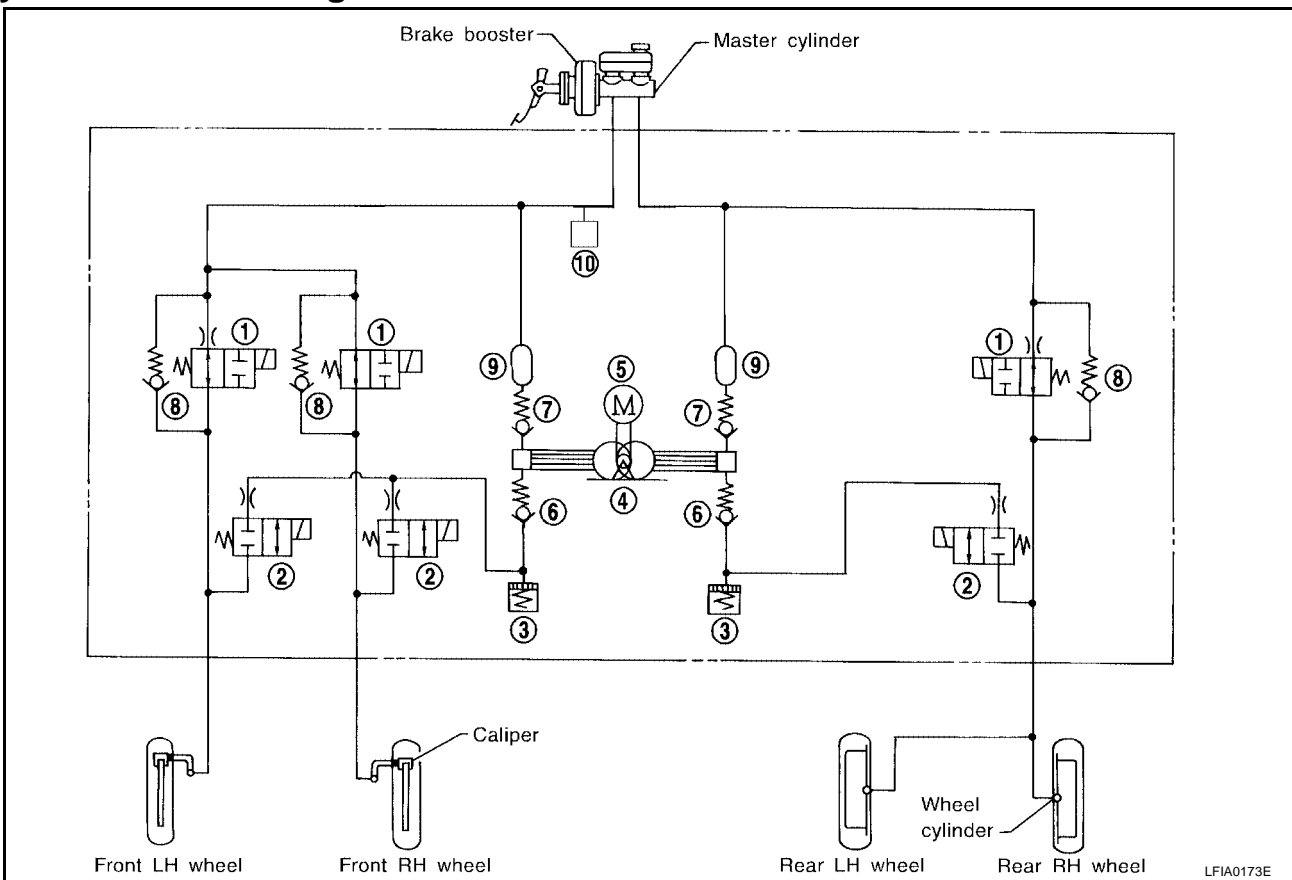 Brake booster
Master cylinder
10
1
1
1
8
8
8
9
5
9
7
M
7
6
4
6
2
2
2
3
3
Caliper
Wheel
cylinder
Front LH wheel
Front RH wheel
Rear LH wheel
Rear RH wheel
LFIA0173E